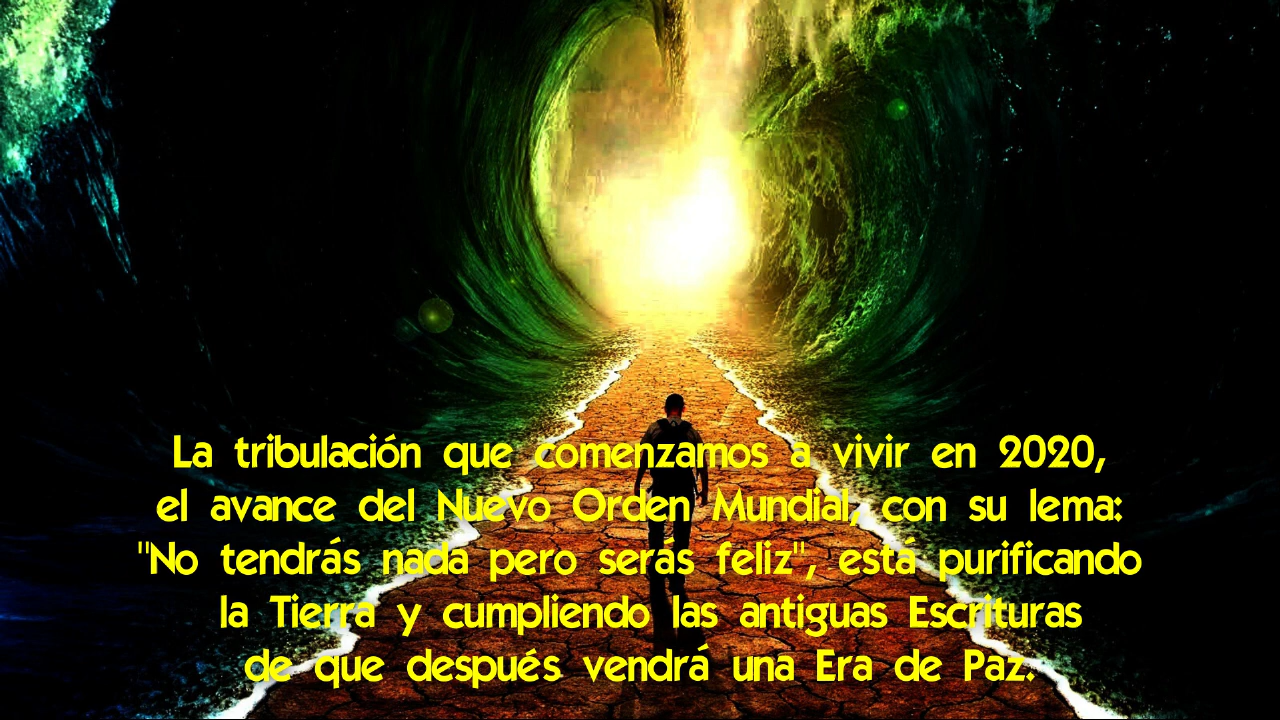 La tribulación que comenzamos a vivir en 2020,
el avance del Nuevo Orden Mundial, con su lema:
"No tendrás nada pero serás feliz", está purificando
la Tierra y cumpliendo las antiguas Escrituras
de que después vendrá una Era de Paz.